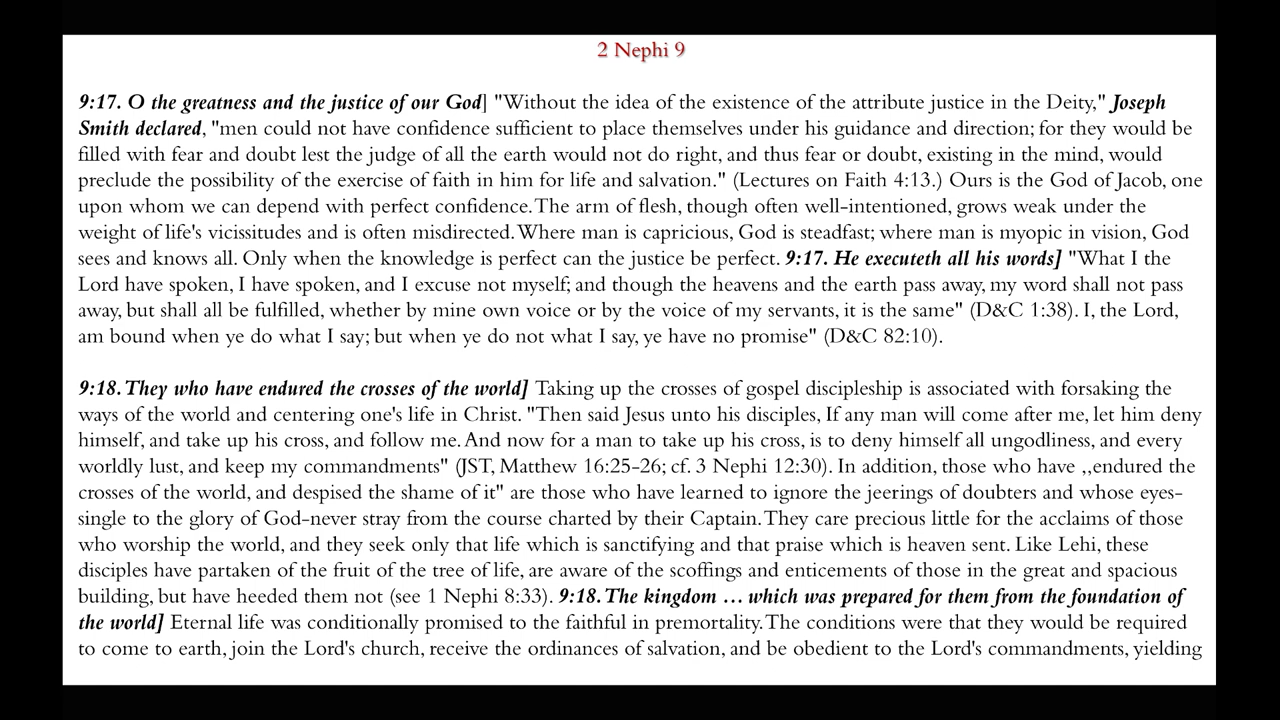 2 Nephi 9
9:17. O the greatness and the justice of our God] "Without the idea of the existence of the attribute justice in the Deity," Joseph
Smith declared, "men could not have confidence sufficient to place themselves under his guidance and direction; for they would be
filled with fear and doubt lest the judge of all the earth would not do right, and thus fear or doubt, existing in the mind, would
preclude the possibility of the exercise of faith in him for life and salvation." (Lectures on Faith 4:13.) Ours is the God of Jacob, one
upon whom we can depend with perfect confidence. The arm of flesh, though often well-intentioned, grows weak under the
weight of life's vicissitudes and is often misdirected. Where man is capricious, God is steadfast; where man is myopic in vision, God
sees and knows all. Only when the knowledge is perfect can the justice be perfect. 9:17. He executeth all his words] "What I the
Lord have spoken, I have spoken, and I excuse not myself; and though the heavens and the earth pass away, my word shall not pass
away, but shall all be fulfilled, whether by mine own voice or by the voice of my servants, it is the same" (D&C 1:38). I, the Lord,
am bound when ye do what I say; but when ye do not what I say, ye have no promise" (D&C 82:10).
9:18. They who have endured the crosses of the world] Taking up the crosses of gospel discipleship is associated with forsaking the
ways of the world and centering one's life in Christ. "Then said Jesus unto his disciples, If any man will come after me, let him deny
himself, and take up his cross, and follow me. And now for a man to take up his cross, is to deny himself all ungodliness, and every
worldly lust, and keep my commandments" (JST, Matthew 16:25-26; cf. 3 Nephi 12:30). In addition, those who have ,,endured the
crosses of the world, and despised the shame of it" are those who have learned to ignore the jeerings of doubters and whose eyes-
single to the glory of God-never stray from the course charted by their Captain. They care precious little for the acclaims of those
who worship the world, and they seek only that life which is sanctifying and that praise which is heaven sent. Like Lehi, these
disciples have partaken of the fruit of the tree of life, are aware of the scoffings and enticements of those in the great and spacious
building, but have heeded them not (see 1 Nephi 8:33). 9:18. The kingdom … which was prepared for them from the foundation of
the world] Eternal life was conditionally promised to the faithful in premortality. The conditions were that they would be required
to come to earth, join the Lord's church, receive the ordinances of salvation, and be obedient to the Lord's commandments, yielding